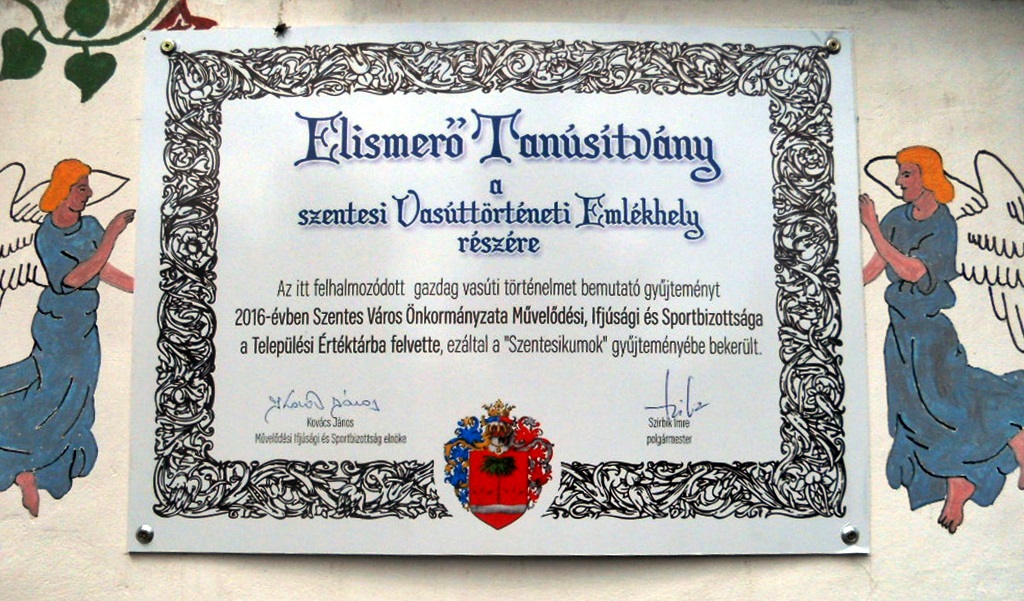 Elismerő Tanúsítvány
a
szentesi Vasúttörténeti Emlékhely
részére
Az itt felhalmozódott gazdag vasúti történelmet bemutató gyűjteményt
2016-évben Szentes Város Önkormányzata Művelődési, Ifjúsági és Sportbizottsága
a Települési Értéktárba felvette, ezáltal a "Szentesikumok" gyűjteményébe bekerült.
Kovács János
Kovács János
Művelődési Ifjúsági és Sportbizottság elnöke
Szirbik Imre
polgármester